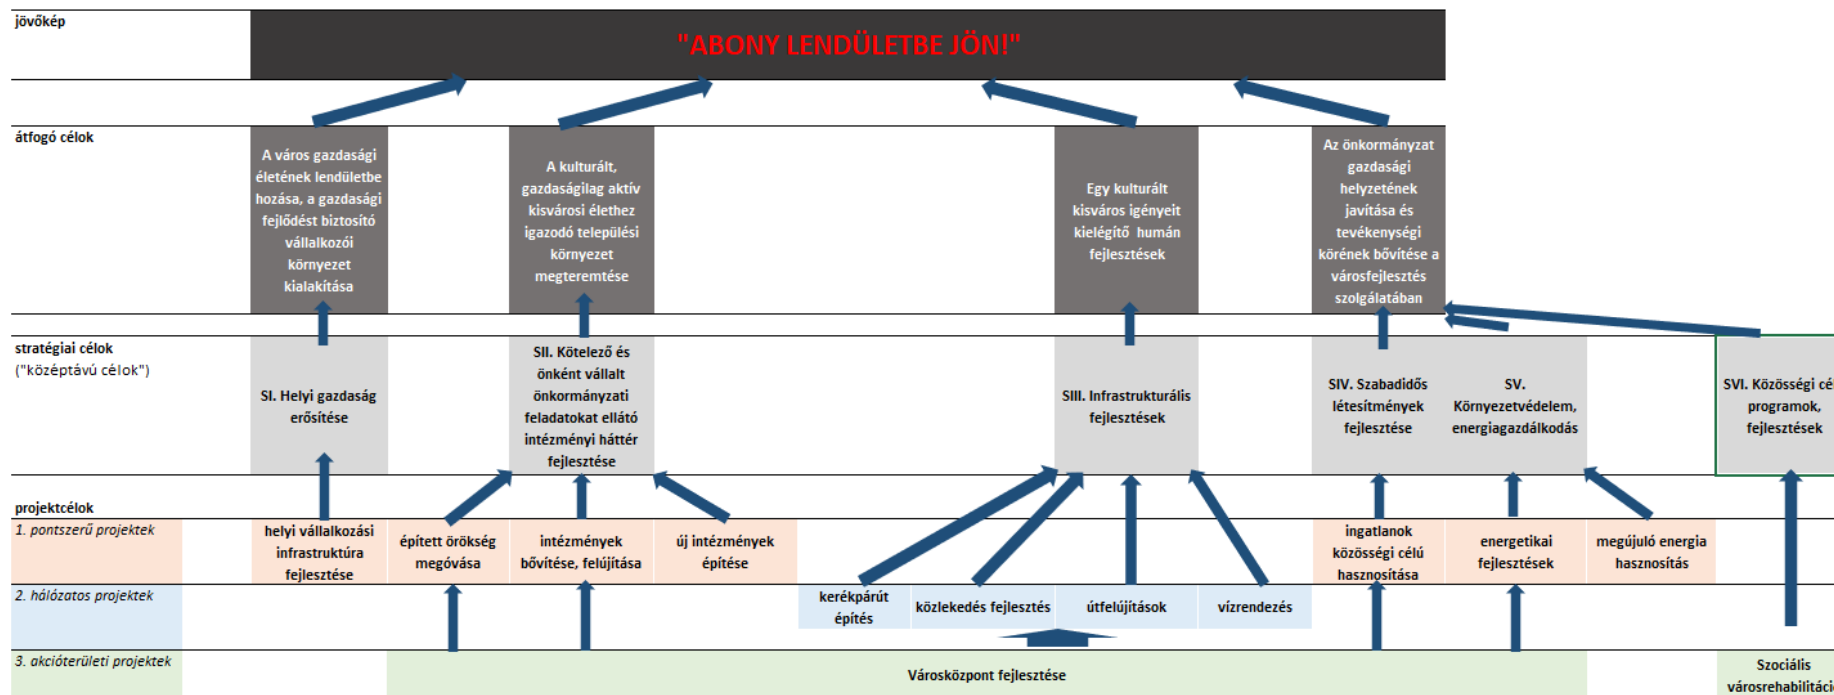 jövőkép
"ABONY LENDÜLETBE JÖN!"
átfogó célok
A város gazdasági
életének lendületbe
hozása, a gazdasági
fejlődést biztosító
vállalkozói
környezet
kialakítása
A kulturált,
gazdaságilag aktív
kisvárosi élethez
igazodó települési
környezet
megteremtése
Egy kulturált
kisváros igényeit
kielégítő humán
fejlesztések
Az önkormányzat
gazdasági
helyzetének
javítása és
tevékenységi
körének bővítése a
városfejlesztés
szolgálatában
stratégiai célok
("középtávú célok")
SI. Helyi gazdaság
erősítése
SII. Kötelező és
önként vállalt
önkormányzati
feladatokat ellátó
intézményi háttér
fejlesztése
SIII. Infrastrukturális
fejlesztések
SIV. Szabadidős
létesítmények
fejlesztése
SV.
Környezetvédelem,
energiagazdálkodás
SVI. Közösségi cé
programok,
fejlesztések
projektcélok
1. pontszerű projektek
helyi vállalkozási
infrastruktúra
fejlesztése
épített örökség
megóvása
intézmények
bővítése, felújítása
új intézmények
építése
ingatlanok
közösségi célú
hasznosítása
energetikai
fejlesztések
megújuló energia
hasznosítás
2. hálózatos projektek
kerékpárút
építés
közlekedés fejlesztés
útfelújítások
vízrendezés
3. akcióterületi projektek
Városközpont fejlesztése
Szociális
városrehabilitáció